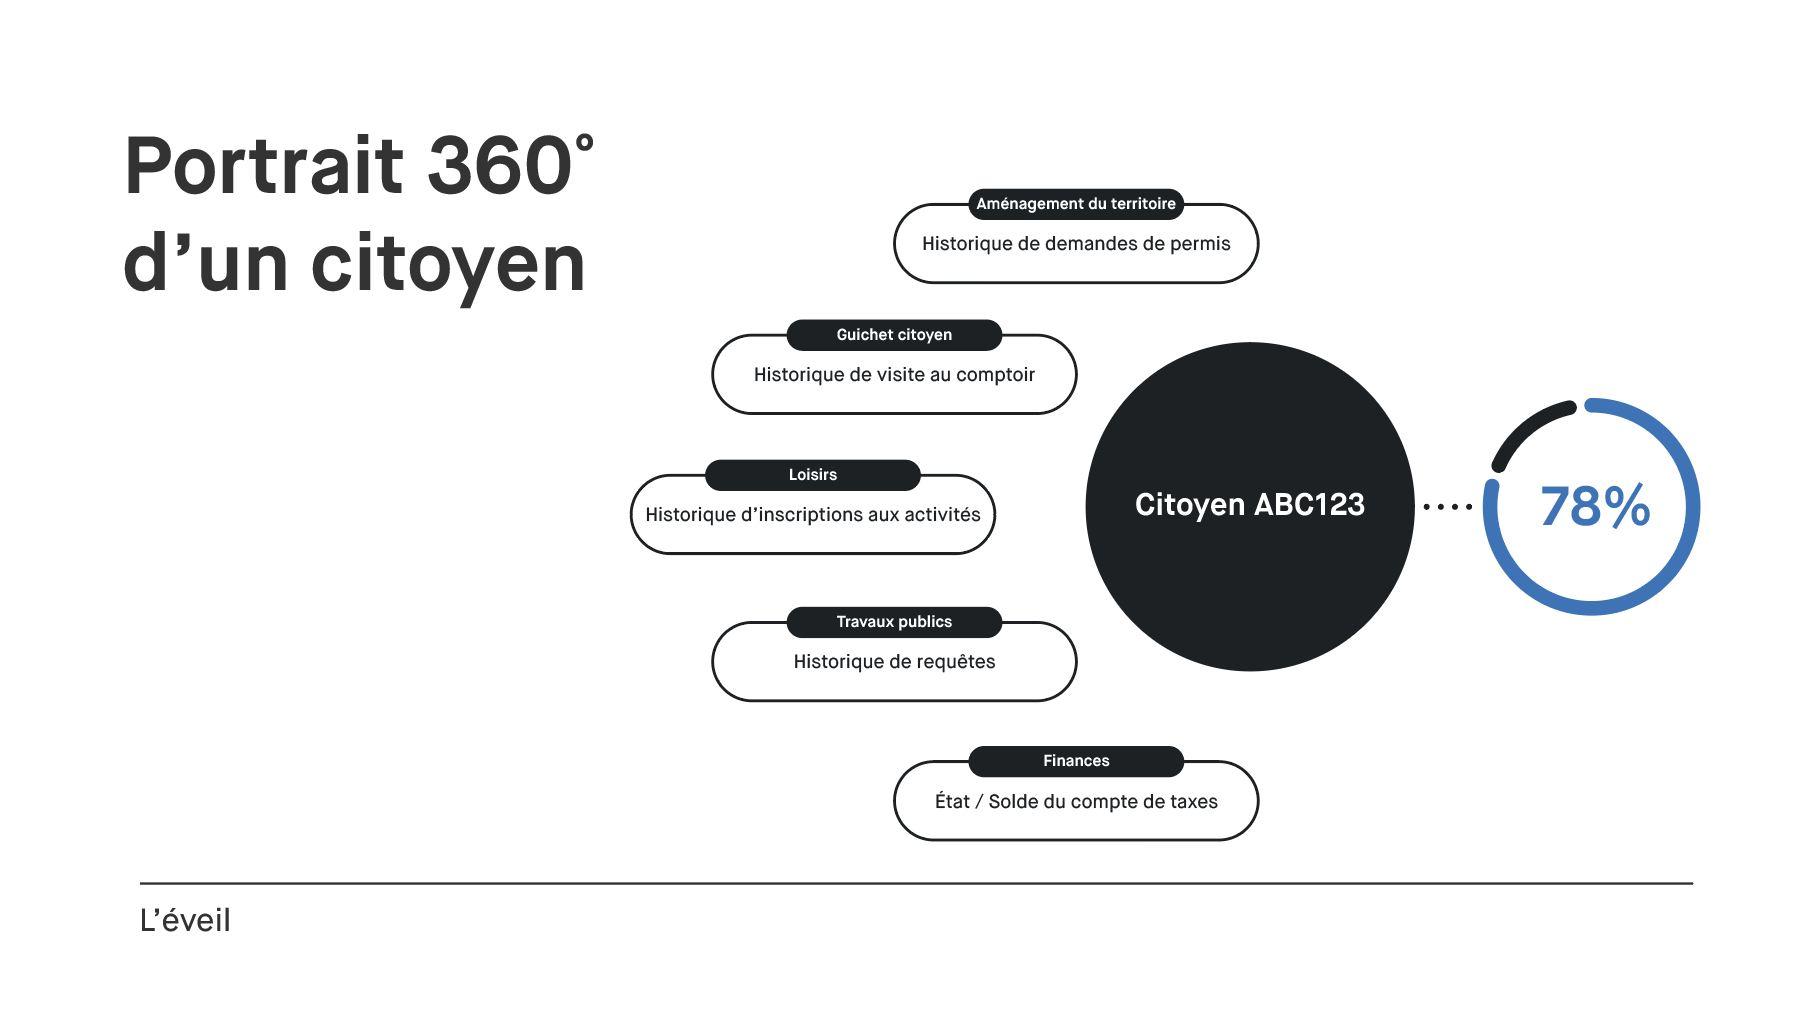 Portrait 360°
d’un citoyen
Aménagement du territoire
Historique de demandes de permis
Guichet citoyen
Historique de visite au comptoir
Loisirs
Historique d’inscriptions aux activités
Travaux publics
Historique de requêtes
Finances
État / Solde du compte de taxes
Citoyen ABC123
78%
L’éveil